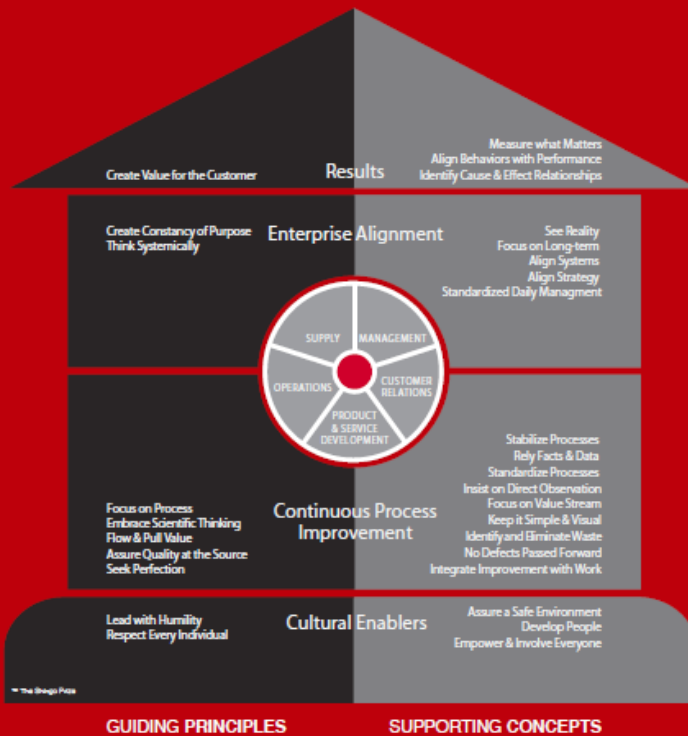 Create Value for the Customer
Results
Measure what Matters
Align Behaviors with Performance
Identify Cause & Effect Relationships
Create Constancy of Purpose
Think Systemically
Enterprise Alignment
See Reality
Focus on Long-term
Align Systems
Align Strategy
Standardized Daily Managment
SUPPLY
MANAGEMENT
OPERATIONS
CUSTOMER
RELATIONS
PRODUCT
& SERVICE
DEVELOPMENT
Focus on Process
Embrace Scientific Thinking
Flow & Pull Value
Assure Quality at the Source
Seek Perfection
Continuous Process
Improvement
Stabilize Processes
Rely Facts & Data
Standardize Processes
Insist on Direct Observation
Focus on Value Stream
Keep it Simple & Visual
Identify and Eliminate Waste
No Defects Passed Forward
Integrate Improvement with Work
Lead with Humility
Respect Every Individual
Cultural Enablers
Assure a Safe Environment
Develop People
Empower & Involve Everyone
™ The Shingo Prize
GUIDING PRINCIPLES
SUPPORTING CONCEPTS